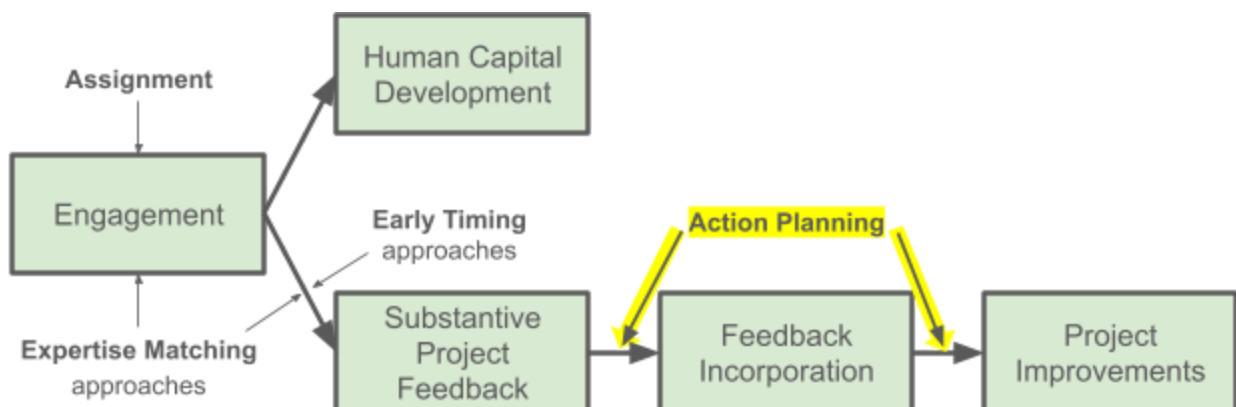 Human Capital
Development
Assignment
Engagement
Early Timing
approaches
Action Planning
Expertise Matching
approaches
Substantive
Project
Feedback
Feedback
Incorporation
Project
Improvements